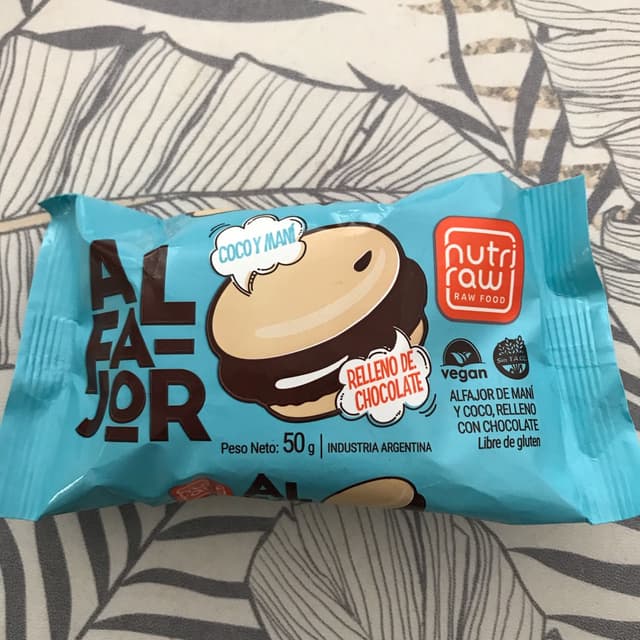 AL
FA-
JOR
COCO Y MANÍ
RELLENO DE
CHOCOLATE
nutri
raw
RAW FOOD
vegan
SIN T.A.C.C.
ALFAJOR DE MANÍ
Y COCO, RELLENO
CON CHOCOLATE
Libre de gluten
Peso Neto: 50 g | INDUSTRIA ARGENTINA
AL